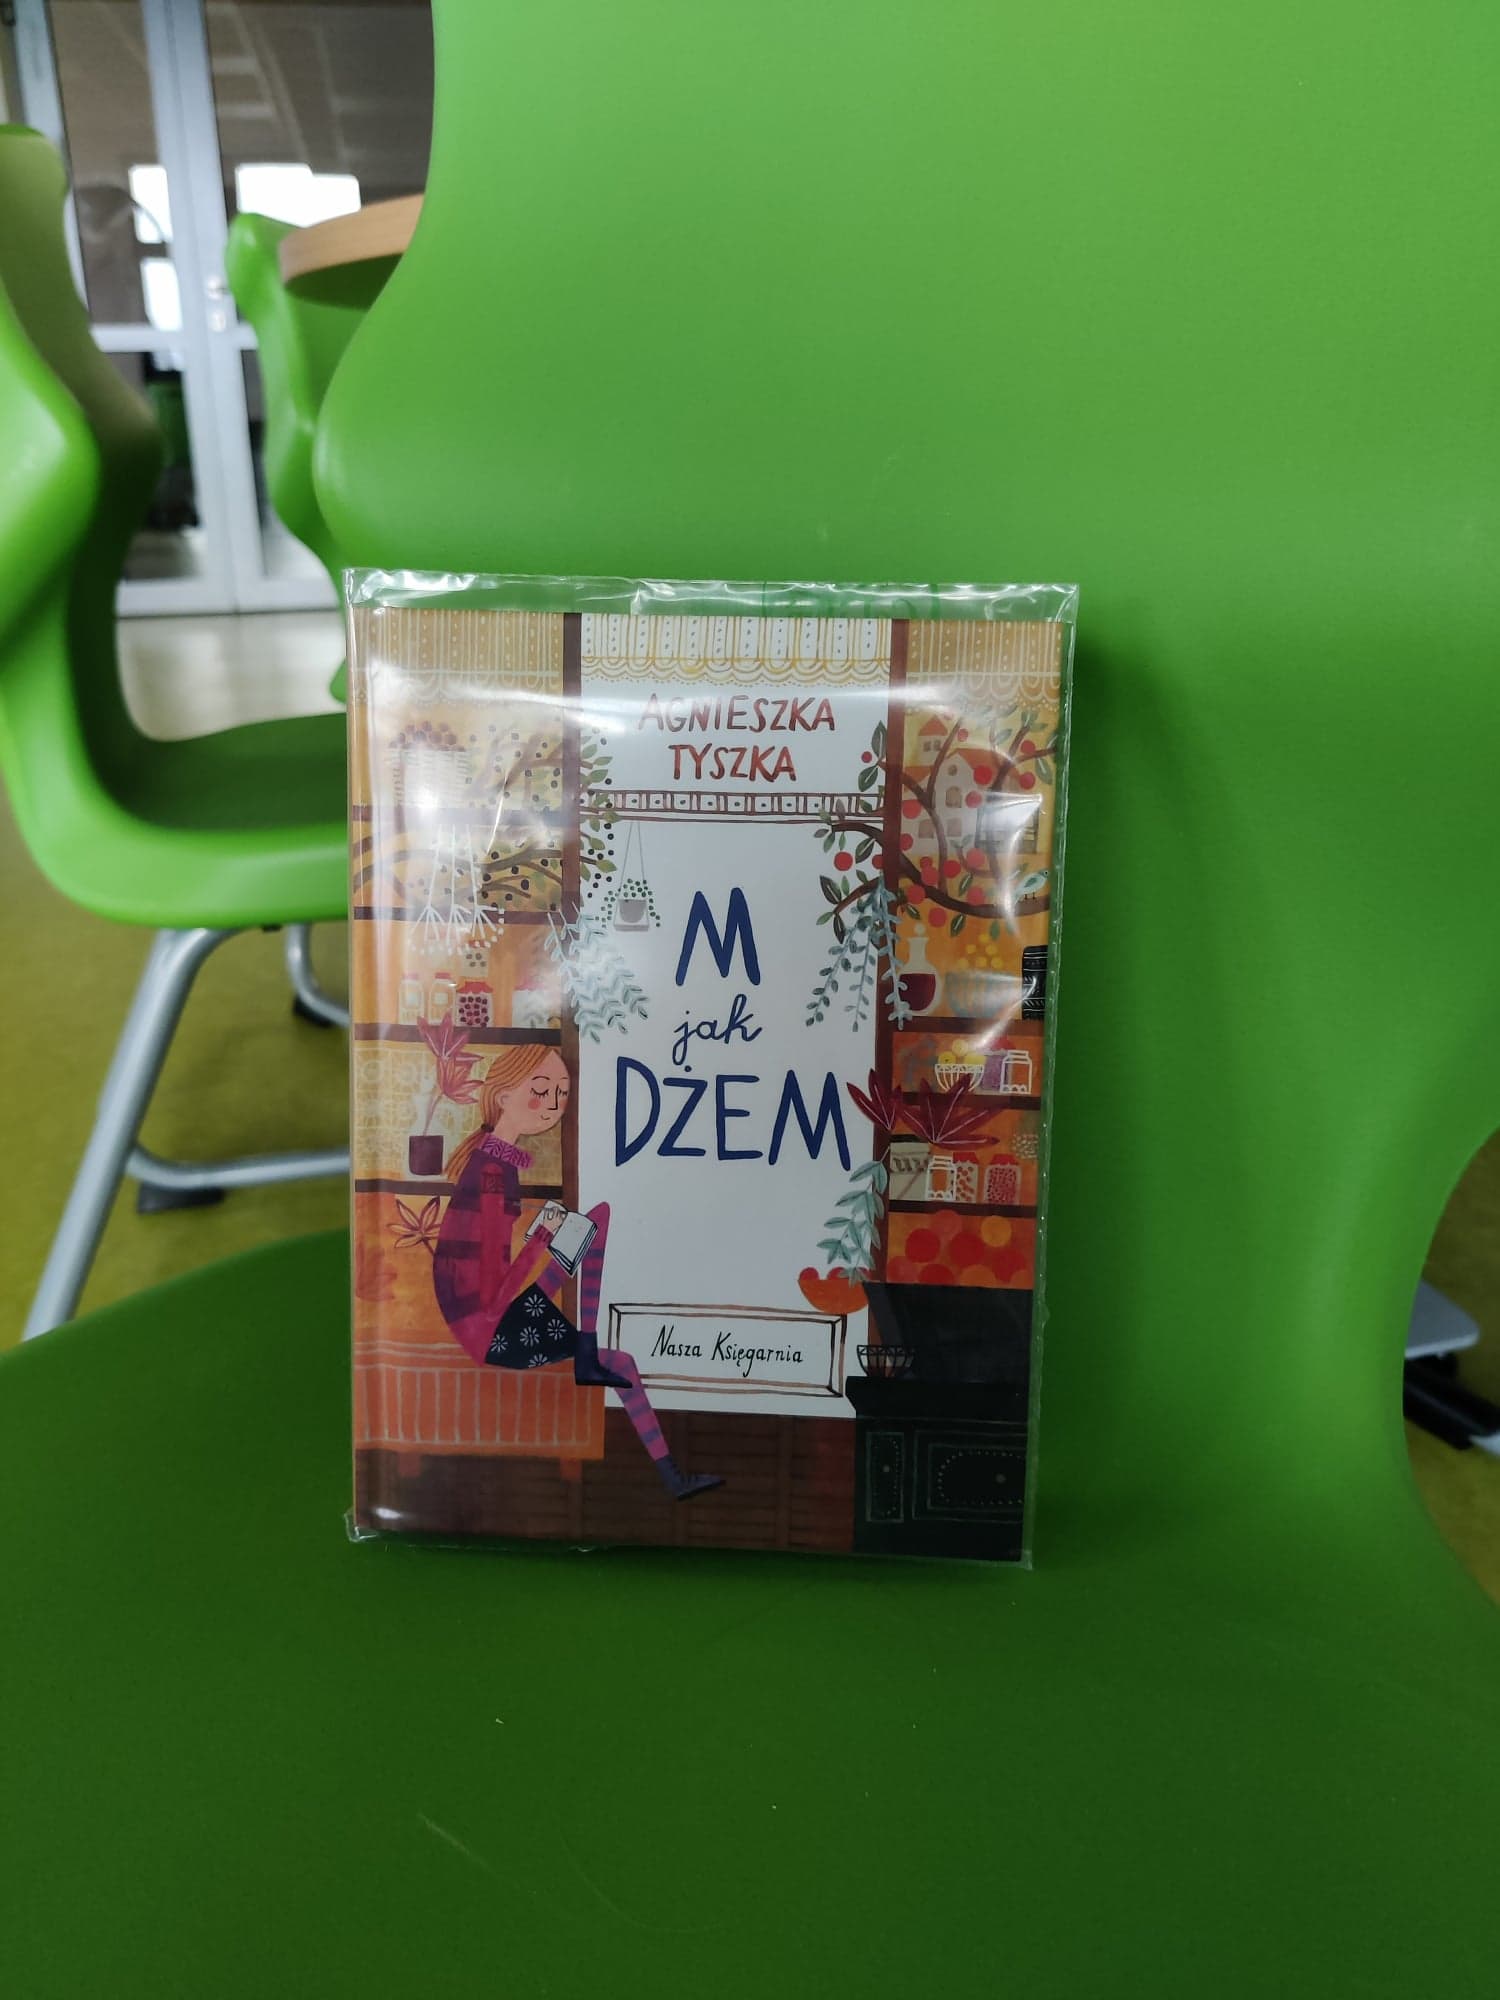 AGNIESZKA
TYSZKA
M
jak
DŻEM
Nasza Księgarnia